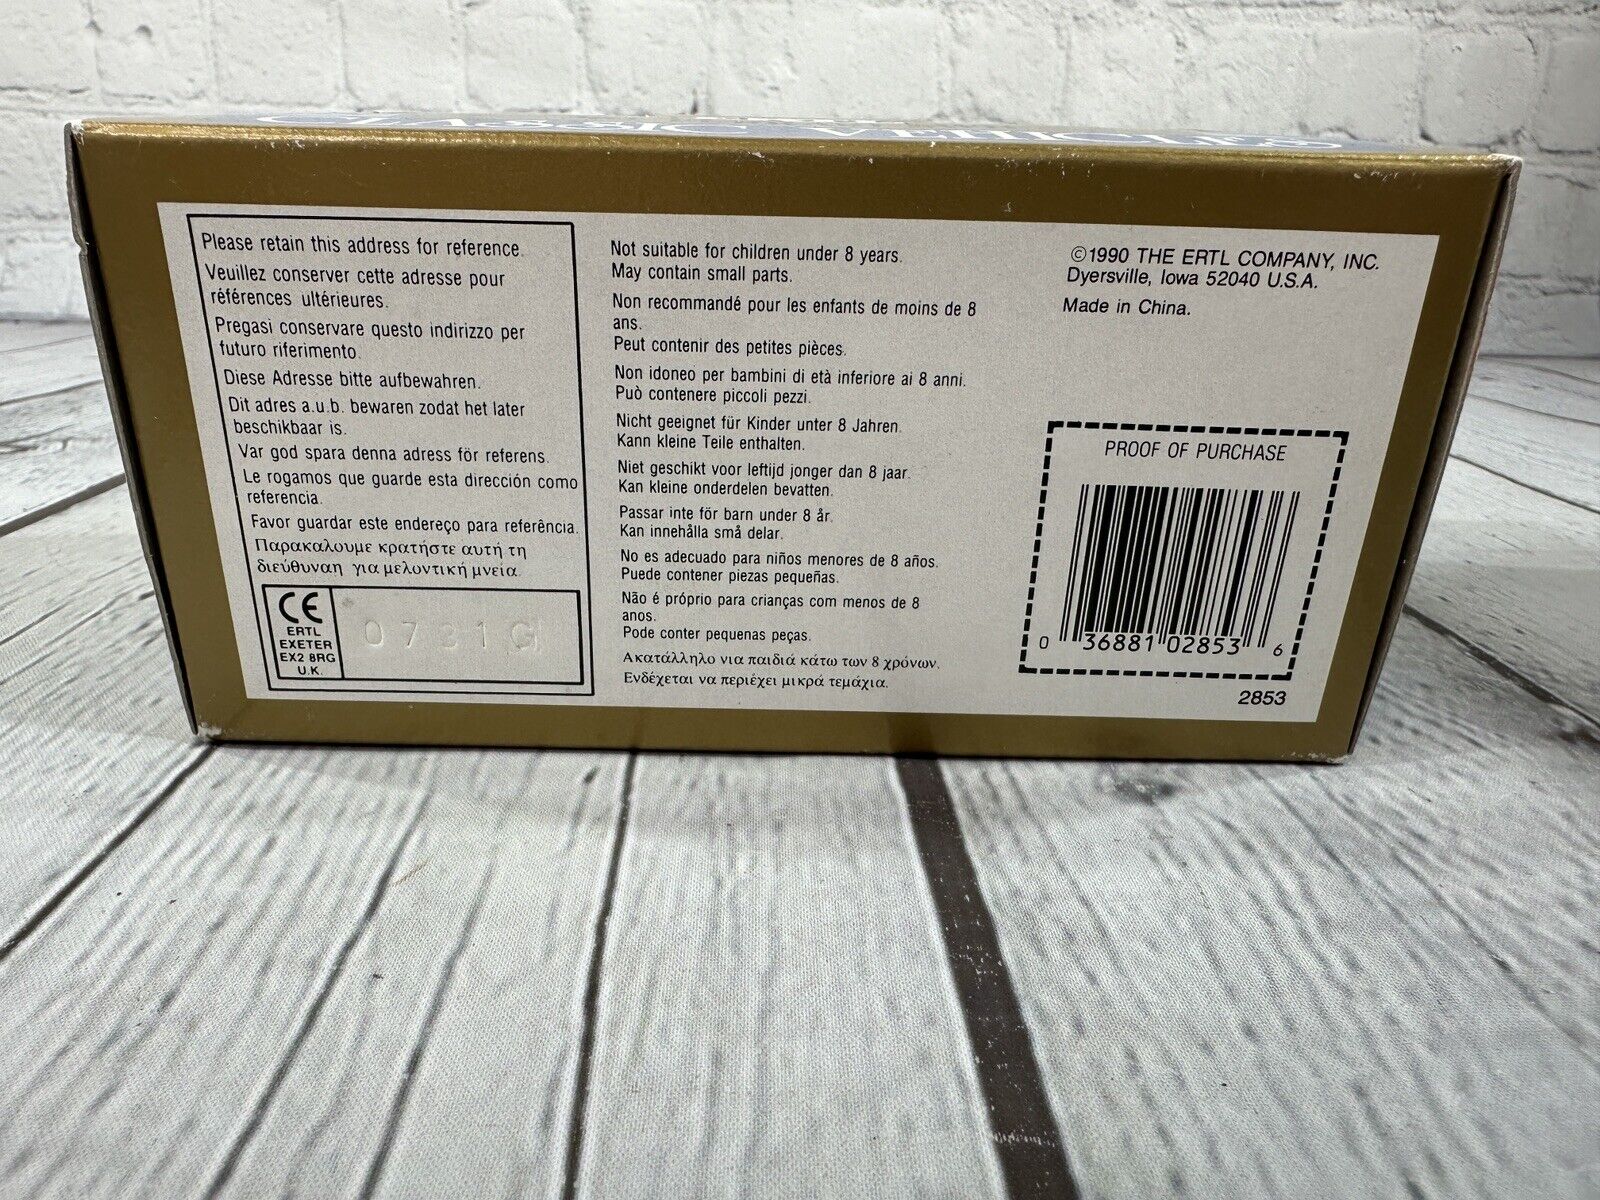 CLASSIC VEHICLES
Please retain this address for reference.
Veuillez conserver cette adresse pour
références ultérieures.
Pregasi conservare questo indirizzo per
futuro riferimento.
Diese Adresse bitte aufbewahren.
Dit adres a.u.b. bewaren zodat het later
beschikbaar is.
Var god spara denna adress för referens.
Le rogamos que guarde esta dirección como
referencia.
Favor guardar este endereço para referência.
Παρακαλουμε κρατήστε αυτή τη
διεύθυναη για μελοντική μνεία.
CE
ERTL
EXETER
EX2 8RG
U.K.
Not suitable for children under 8 years.
May contain small parts.
Non recommandé pour les enfants de moins de 8
ans.
Peut contenir des petites pièces.
Non idoneo per bambini di età inferiore ai 8 anni.
Può contenere piccoli pezzi.
Nicht geeignet für Kinder unter 8 Jahren.
Kann kleine Teile enthalten.
Niet geschikt voor leftijd jonger dan 8 jaar.
Kan kleine onderdelen bevatten.
Passar inte för barn under 8 år.
Kan innehålla små delar.
No es adecuado para niños menores de 8 años.
Puede contener piezas pequeñas.
Não é próprio para crianças com menos de 8
anos.
Pode conter pequenas peças.
Ακατάλληλο νια παιδιά κάτω των 8 χρόνων.
Ενδέχεται να περιέχει μικρά τεμάχια.
©1990 THE ERTL COMPANY, INC.
Dyersville, Iowa 52040 U.S.A.
Made in China.
PROOF OF PURCHASE
0 36881 02853 6
2853